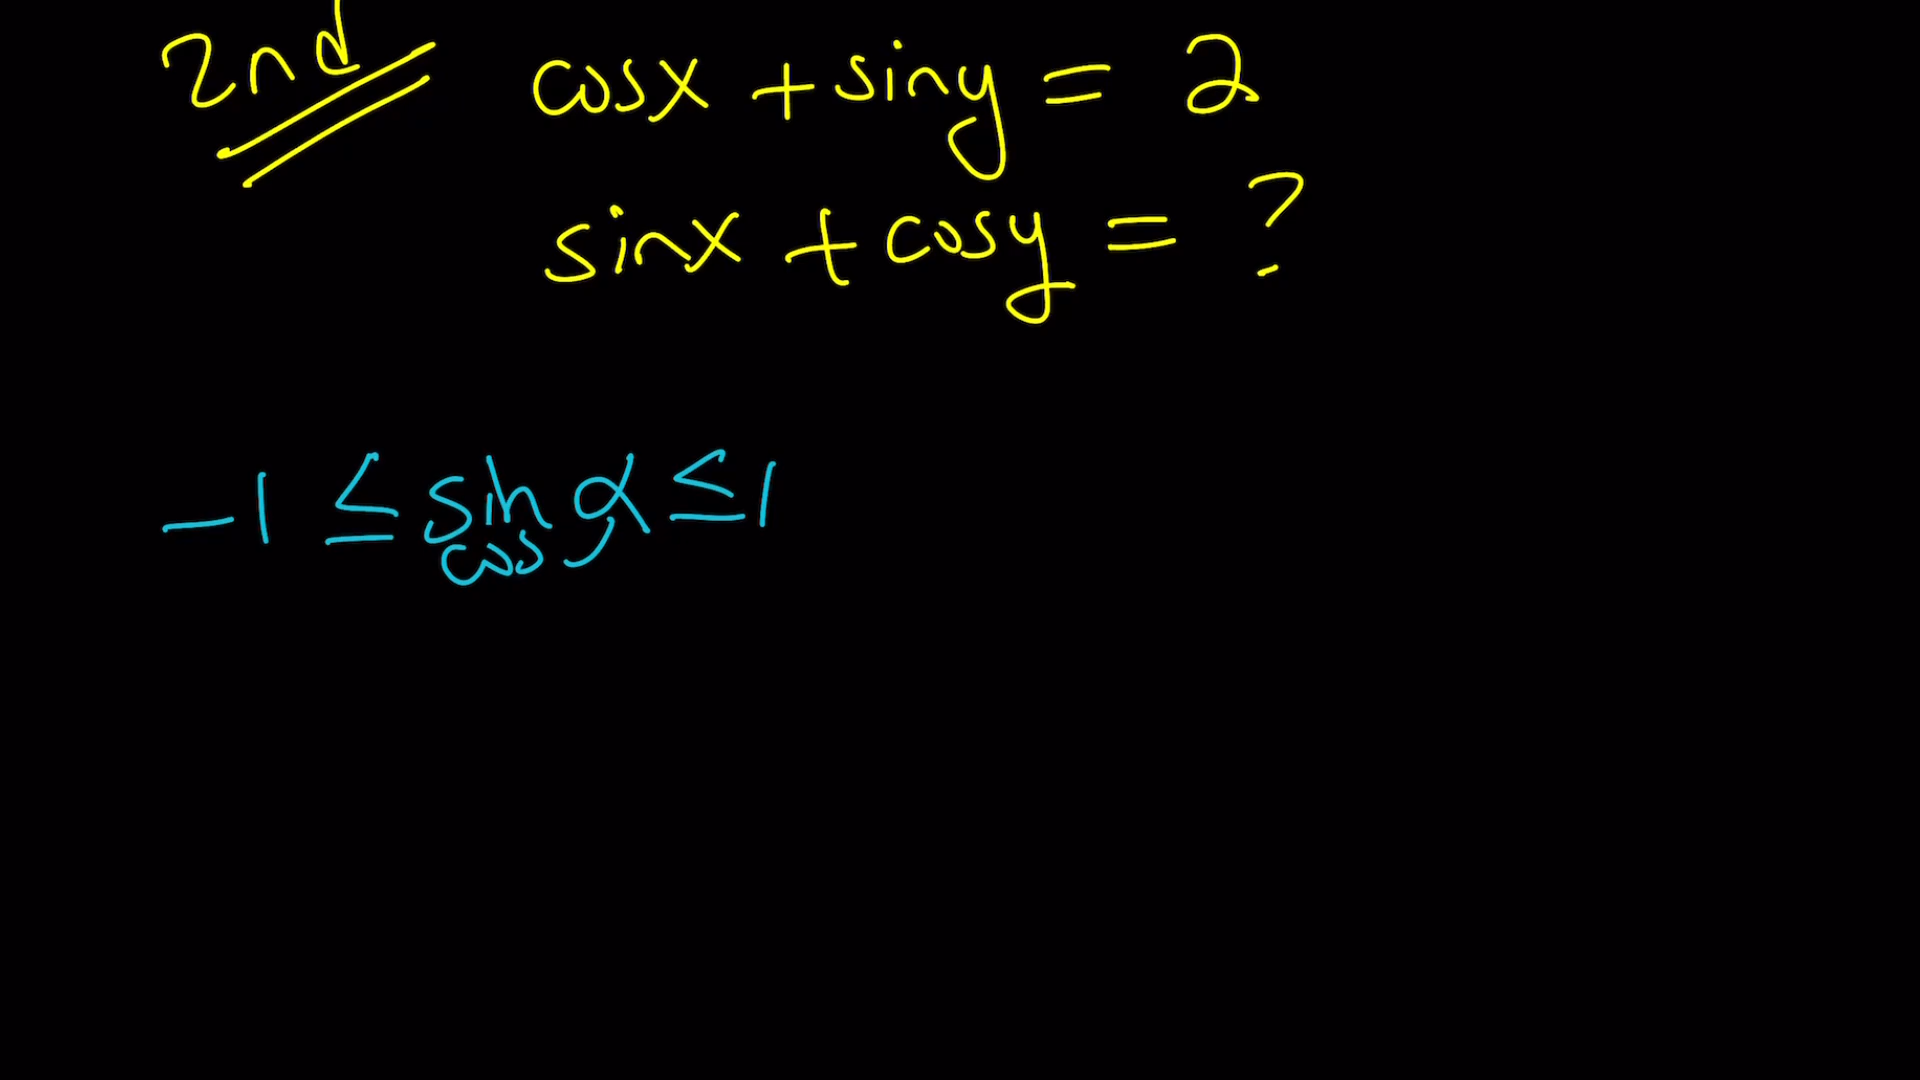 2nd cosx + siny = 2
sinx + cosy = ?
-1 ≤ sin α ≤ 1
cos